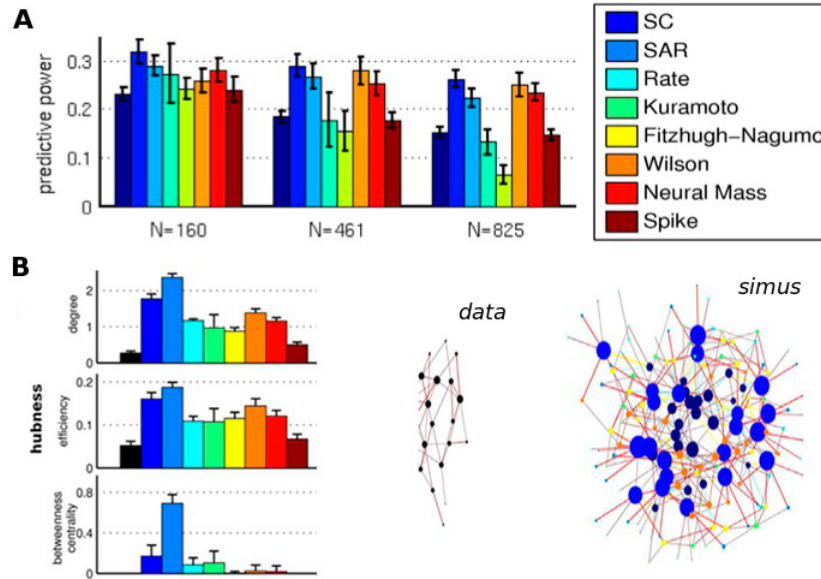 A
predictive power
0.3
0.2
0.1
0
N=160
N=461
N=825
SC
SAR
Rate
Kuramoto
Fitzhugh-Nagumo
Wilson
Neural Mass
Spike
B
hubness
degree
2
1
0
efficiency
0.2
0.1
0
betweenness
centrality
0.8
0.4
0
data
simus